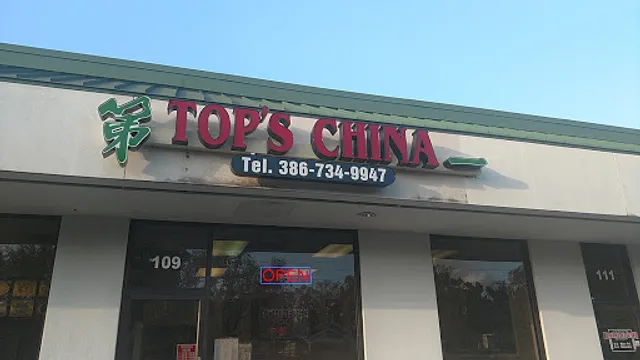 第 TOP'S CHINA 一
Tel. 386-734-9947
109
OPEN
111